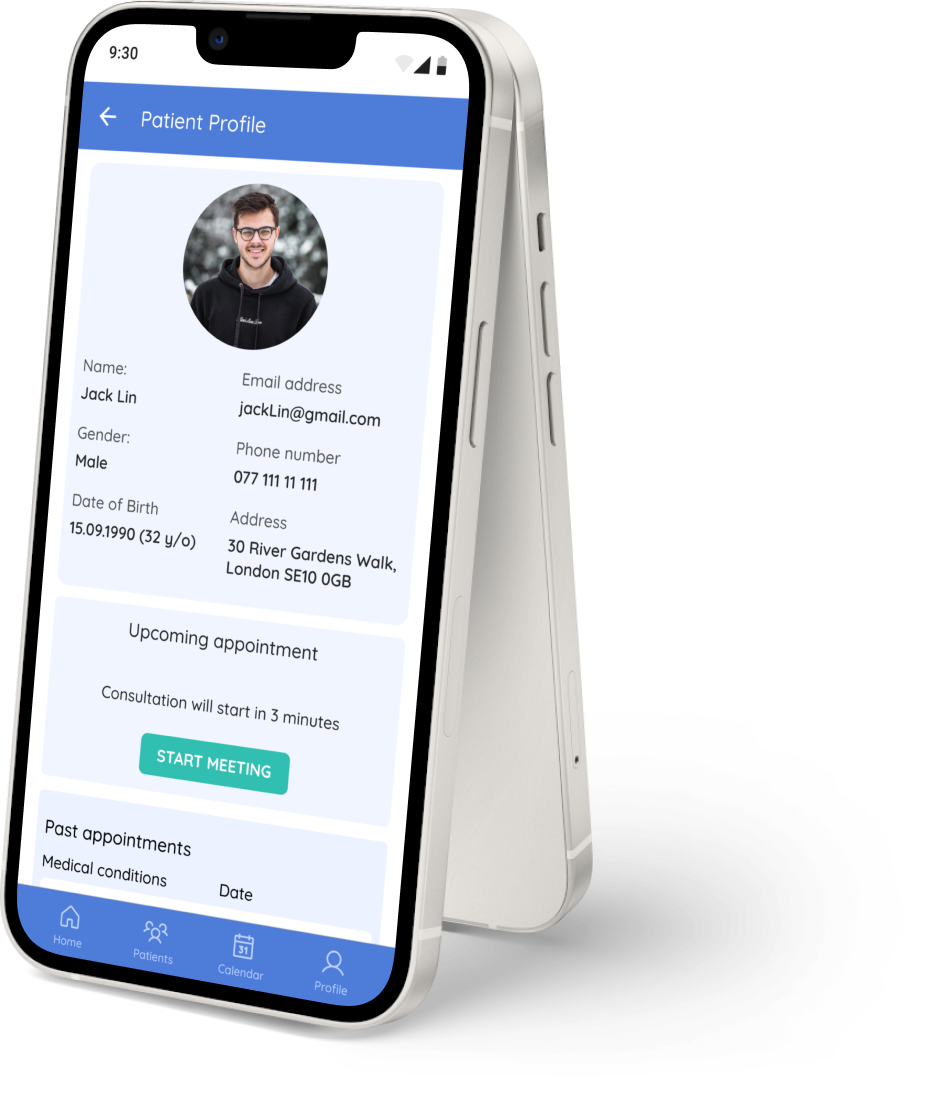 9:30
Patient Profile
Name:
Jack Lin
Email address
jackLin@gmail.com
Gender:
Male
Phone number
077 111 11 111
Date of Birth
15.09.1990 (32 y/o)
Address
30 River Gardens Walk,
London SE10 0GB
Upcoming appointment
Consultation will start in 3 minutes
START MEETING
Past appointments
Medical conditions
Date
Home
Patients
31
Calendar
Profile